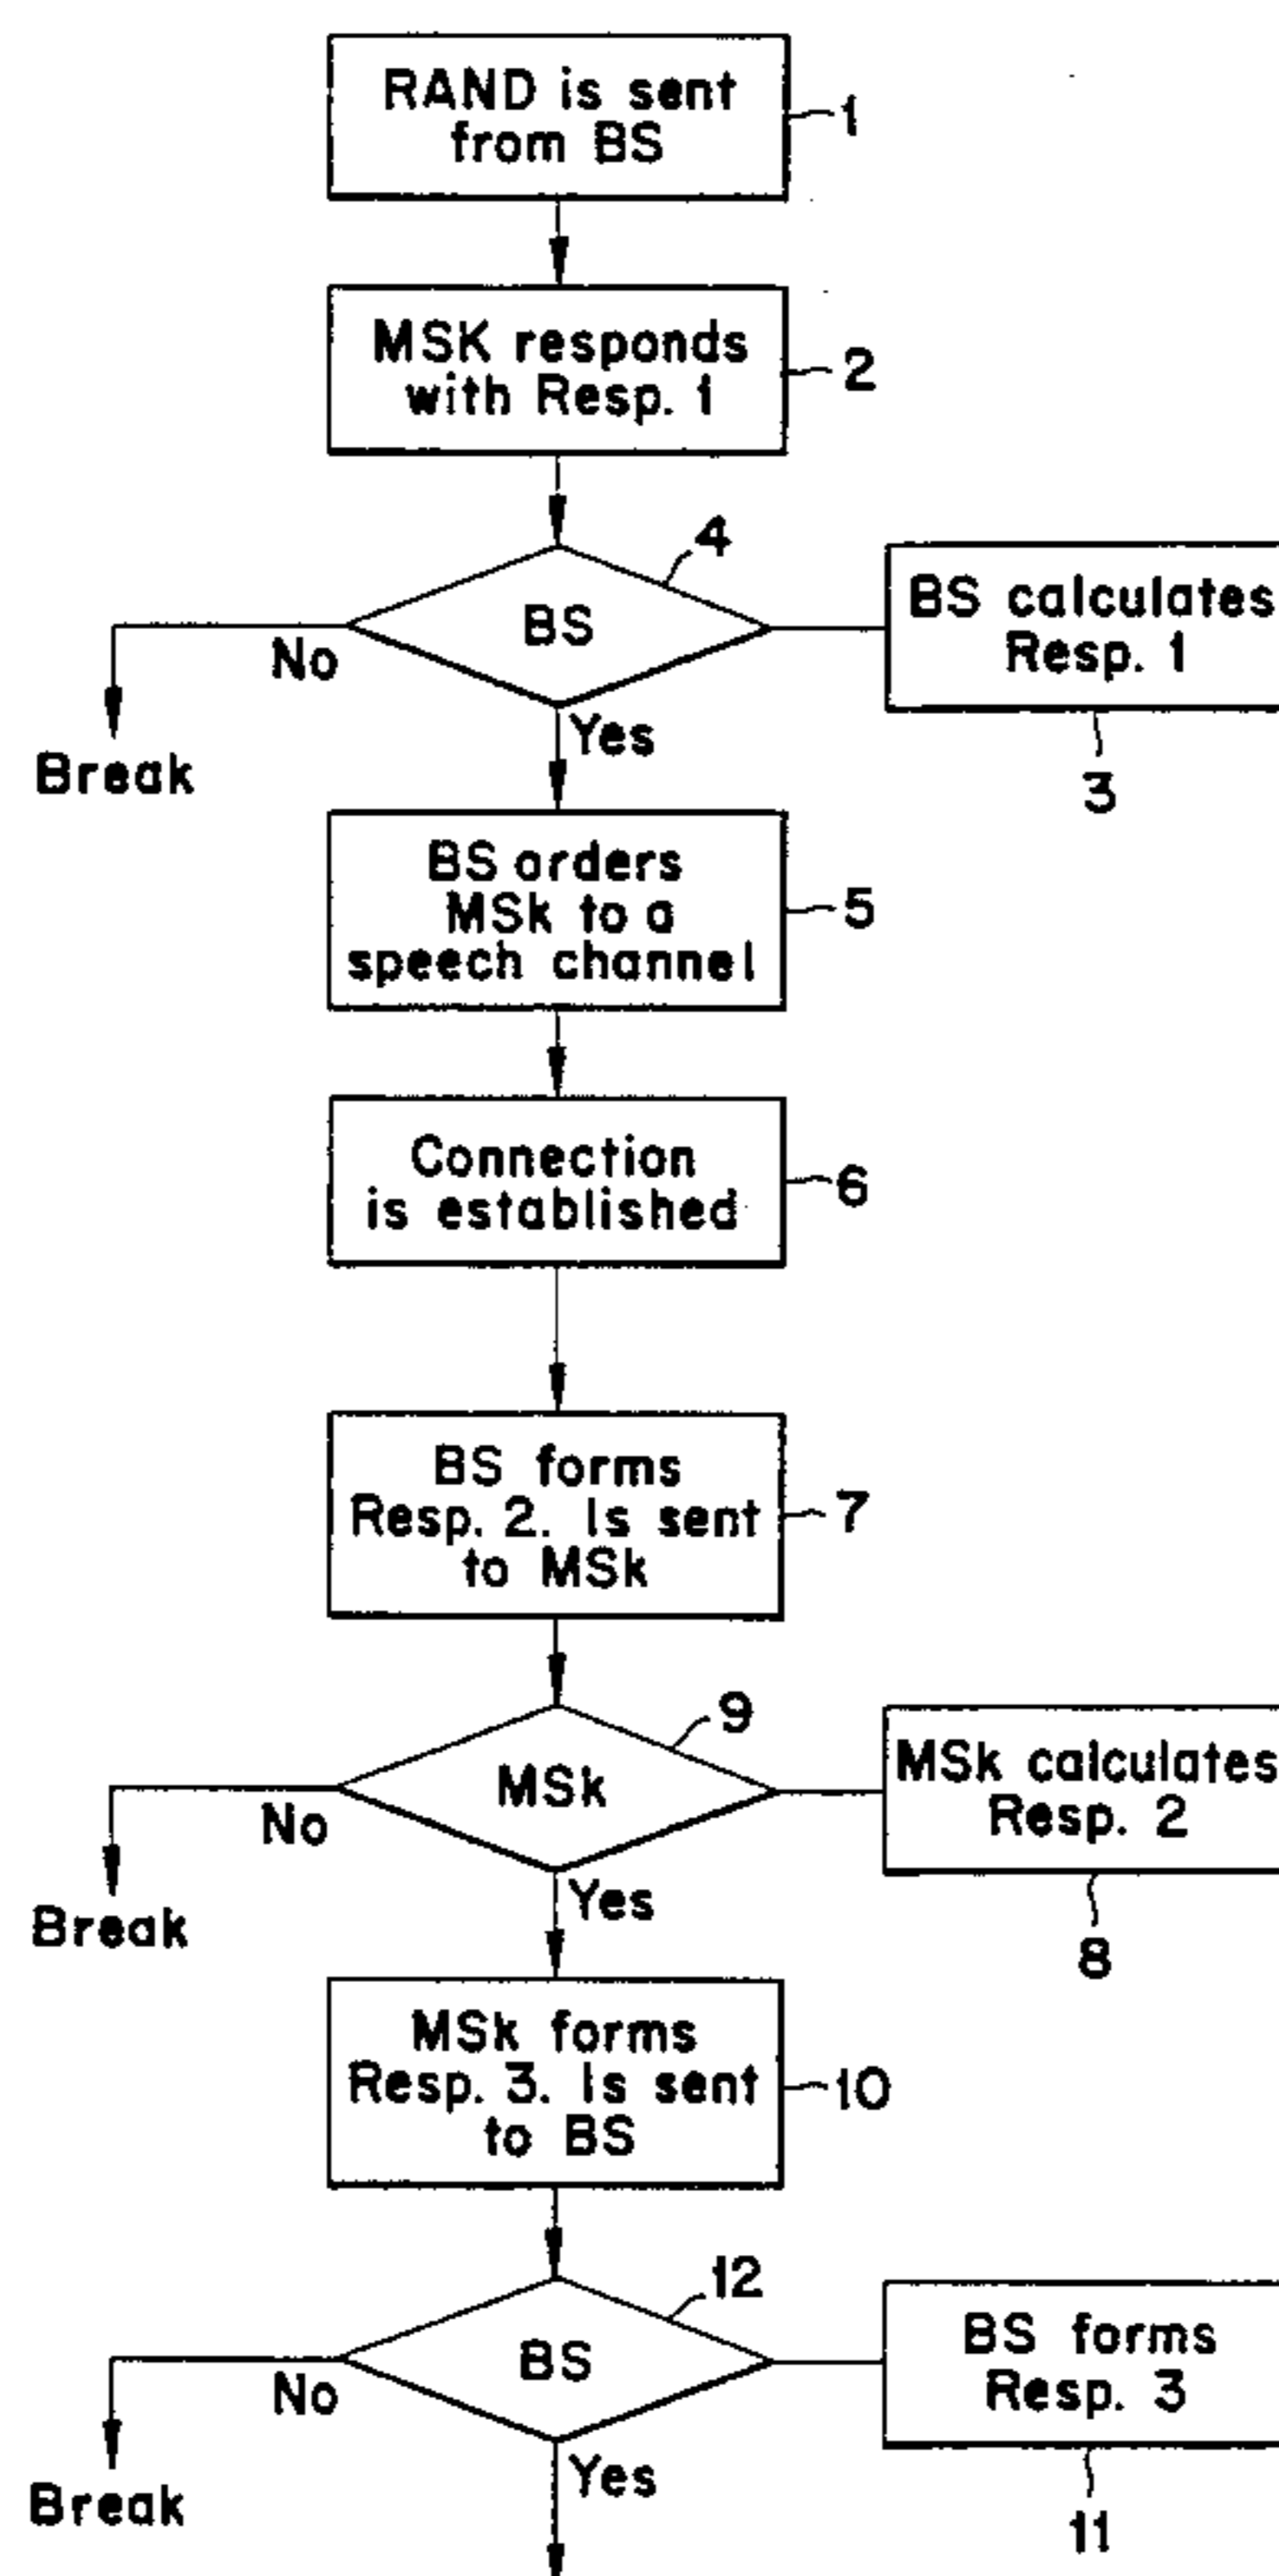 RAND is sent
from BS
1
MSK responds
with Resp. 1
2
4
BS
BS calculates
Resp. 1
3
No
Break
Yes
BS orders
MSk to a
speech channel
5
Connection
is established
6
BS forms
Resp. 2. Is sent
to MSk
7
9
MSk
MSk calculates
Resp. 2
8
No
Break
Yes
MSk forms
Resp. 3. Is sent
to BS
10
12
BS
BS forms
Resp. 3
11
No
Break
Yes